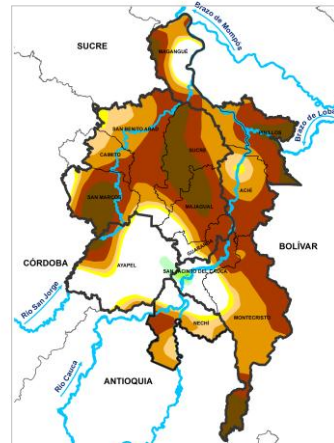 Brazo de Mompós
SUCRE
MAGANGUÉ
Brazo de Loba
SAN BENITO ABAD
CAIMITO
SUCRE
ACHÍ
SAN MARCOS
MAJAGUAL
BOLÍVAR
GUARANDA
CÓRDOBA
AYAPEL
SAN JACINTO DEL CAUCA
Río San Jorge
MONTECRISTO
NECHÍ
Río Cauca
ANTIOQUIA